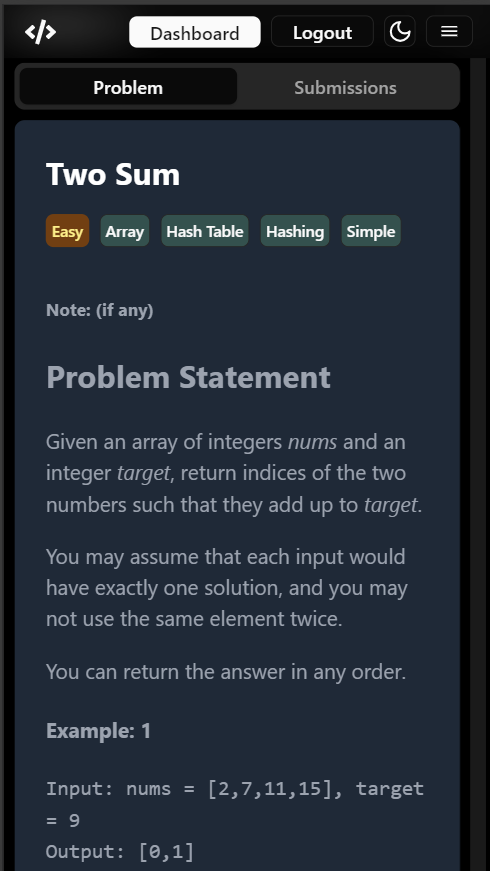 </> Dashboard Logout
Problem Submissions
Two Sum
Easy Array Hash Table Hashing Simple
Note: (if any)
Problem Statement
Given an array of integers nums and an
integer target, return indices of the two
numbers such that they add up to target.
You may assume that each input would
have exactly one solution, and you may
not use the same element twice.
You can return the answer in any order.
Example: 1
Input: nums = [2,7,11,15], target
= 9
Output: [0,1]